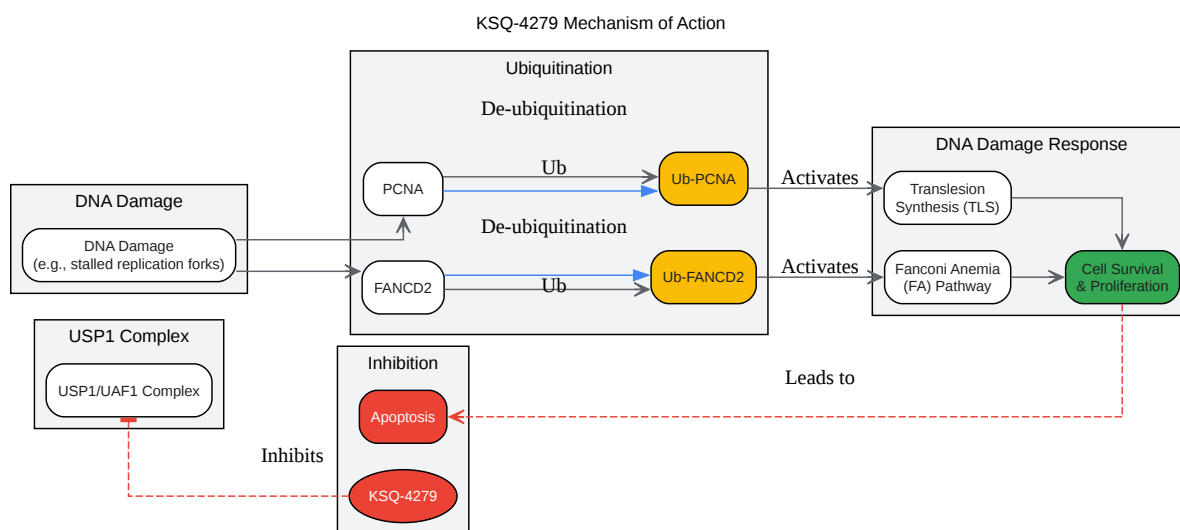 KSQ-4279 Mechanism of Action
Ubiquitination
De-ubiquitination
PCNA
Ub
Ub-PCNA
De-ubiquitination
FANCD2
Ub
Ub-FANCD2
DNA Damage
DNA Damage
(e.g., stalled replication forks)
Activates
Activates
DNA Damage Response
Translesion
Synthesis (TLS)
Fanconi Anemia
(FA) Pathway
Cell Survival
& Proliferation
USP1 Complex
USP1/UAF1 Complex
Inhibits
Inhibition
Apoptosis
KSQ-4279
Leads to